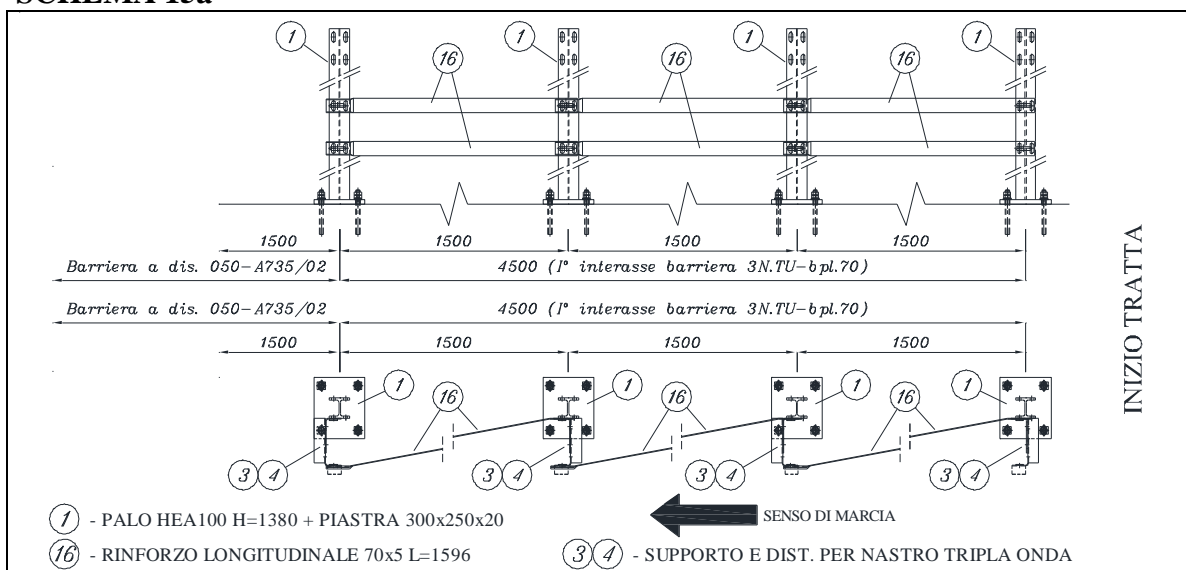 SCHEMA 15a
1 1 1 1
16 16 16
1500 1500 1500 1500
Barriera a dis. 050-A735/02 4500 (I° interasse barriera 3N.TU-bpl.70)
Barriera a dis. 050-A735/02 4500 (I° interasse barriera 3N.TU-bpl.70)
1500 1500 1500 1500
1 16 1 16 1 16 1
3 4 3 4 3 4 3 4
INIZIO TRATTA
1 - PALO HEA100 H=1380 + PIASTRA 300x250x20
SENSO DI MARCIA
16 - RINFORZO LONGITUDINALE 70x5 L=1596
3 4 - SUPPORTO E DIST. PER NASTRO TRIPLA ONDA